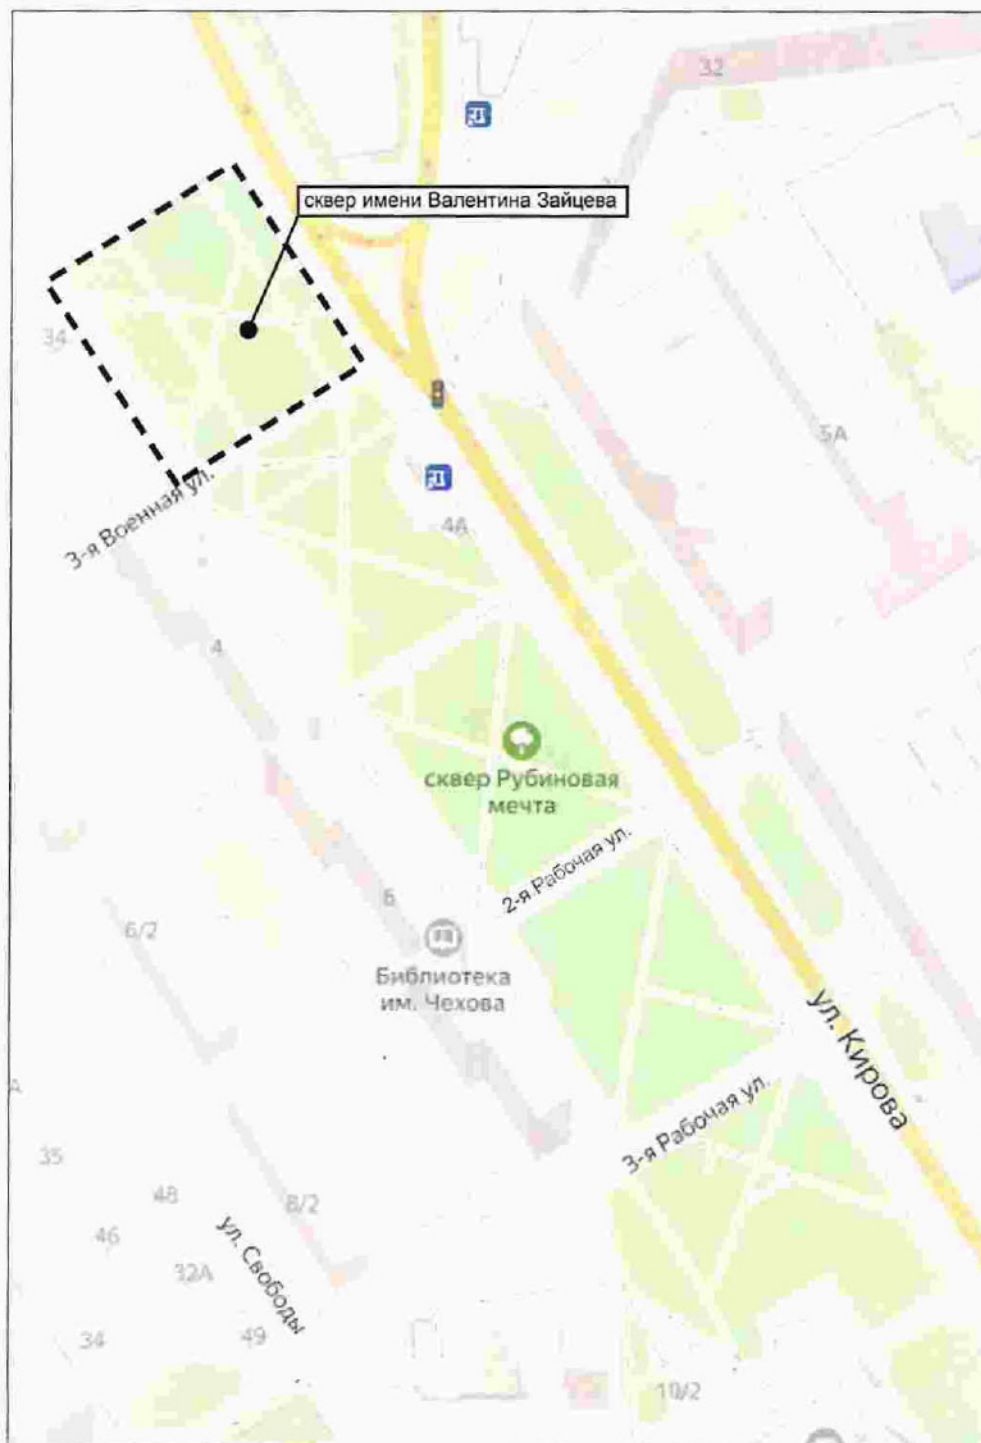 32
сквер имени Валентина Зайцева
34
5А
3-я Военная ул.
4А
4
сквер Рубиновая
мечта
2-я Рабочая ул.
6
6/2
Библиотека
им. Чехова
ул. Кирова
3-я Рабочая ул.
35
48
8/2
46
ул. Свободы
32А
34
49
10/2